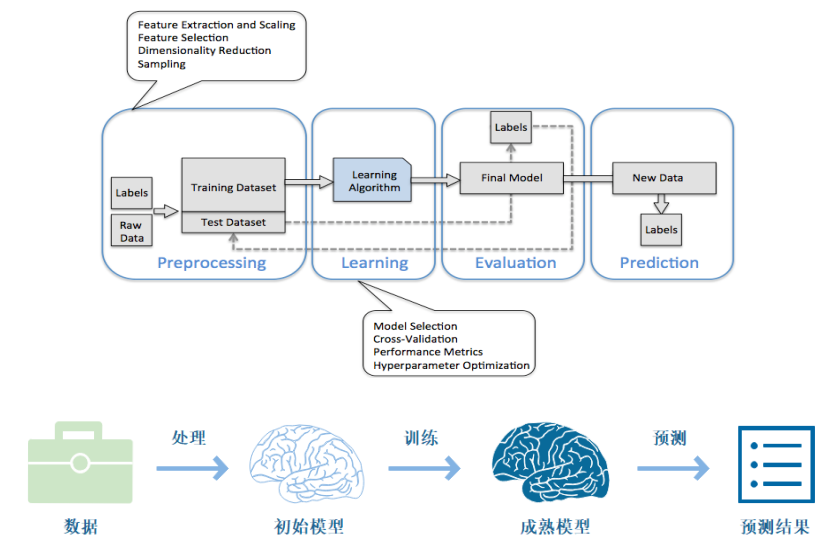 Feature Extraction and Scaling
Feature Selection
Dimensionality Reduction
Sampling
Labels
Raw
Data
Training Dataset
Test Dataset
Preprocessing
Learning
Algorithm
Learning
Labels
Final Model
Evaluation
New Data
Labels
Prediction
Model Selection
Cross-Validation
Performance Metrics
Hyperparameter Optimization
处理
训练
预测
数据
初始模型
成熟模型
预测结果